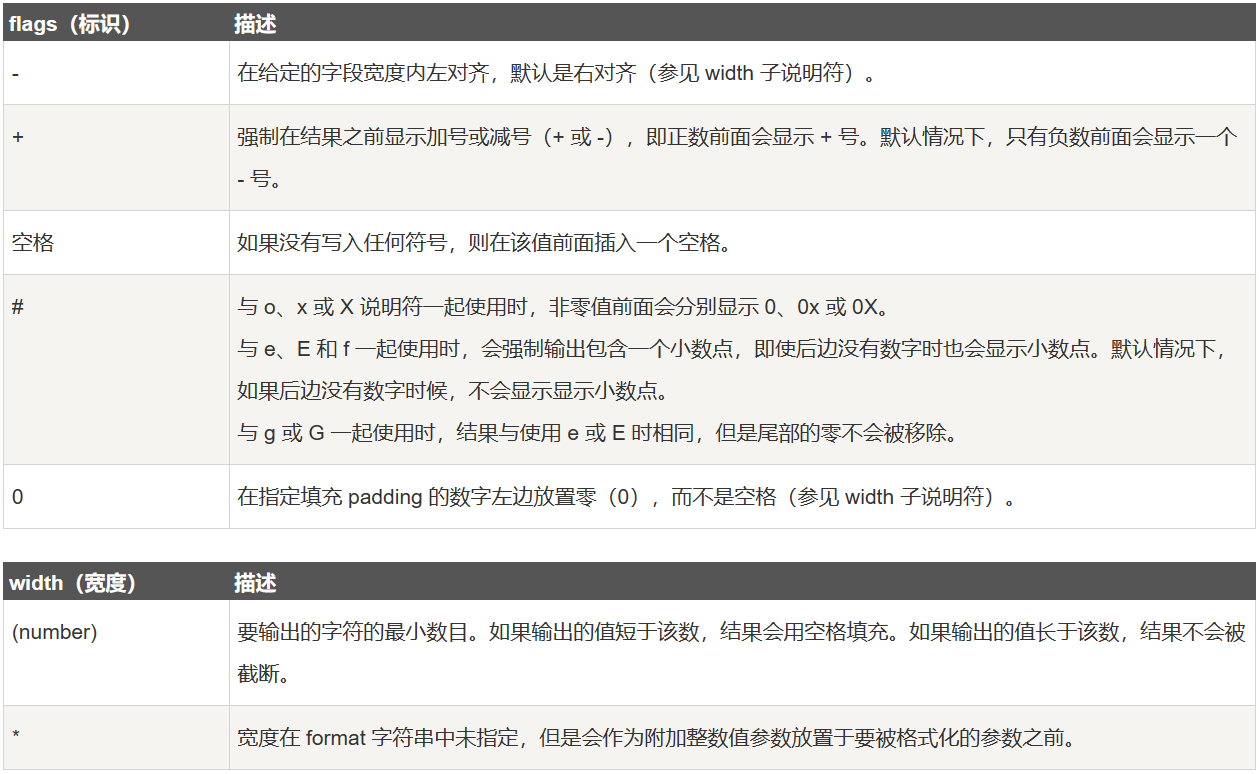 flags（标识） 描述
- 在给定的字段宽度内左对齐，默认是右对齐（参见 width 子说明符）。
+ 强制在结果之前显示加号或减号（+ 或 -），即正数前面会显示 + 号。默认情况下，只有负数前面会显示一个
- 号。
空格 如果没有写入任何符号，则在该值前面插入一个空格。
# 与 o、x 或 X 说明符一起使用时，非零值前面会分别显示 0、0x 或 0X。
与 e、E 和 f 一起使用时，会强制输出包含一个小数点，即使后边没有数字时也会显示小数点。默认情况下，
如果后边没有数字时候，不会显示显示小数点。
与 g 或 G 一起使用时，结果与使用 e 或 E 时相同，但是尾部的零不会被移除。
0 在指定填充 padding 的数字左边放置零（0），而不是空格（参见 width 子说明符）。
width（宽度） 描述
(number) 要输出的字符的最小数目。如果输出的值短于该数，结果会用空格填充。如果输出的值长于该数，结果不会被
截断。
* 宽度在 format 字符串中未指定，但是会作为附加整数值参数放置于要被格式化的参数之前。